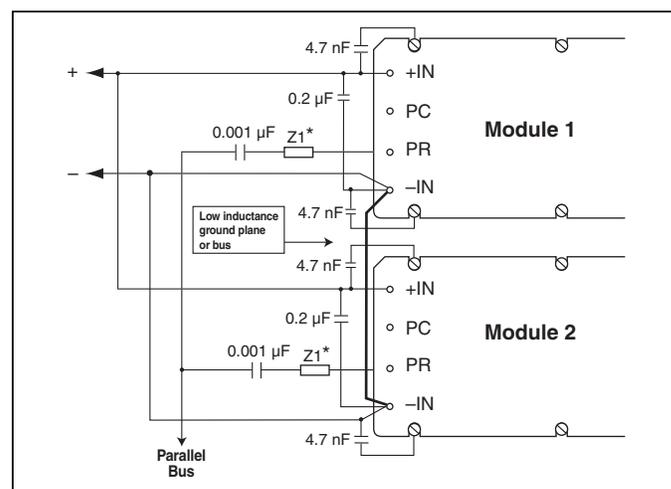 4.7 nF
+
+IN
0.2 µF
PC
Module 1
0.001 µF
Z1*
PR
–
–IN
4.7 nF
Low inductance
ground plane
or bus
4.7 nF
+IN
0.2 µF
PC
Module 2
0.001 µF
Z1*
PR
–IN
4.7 nF
Parallel
Bus